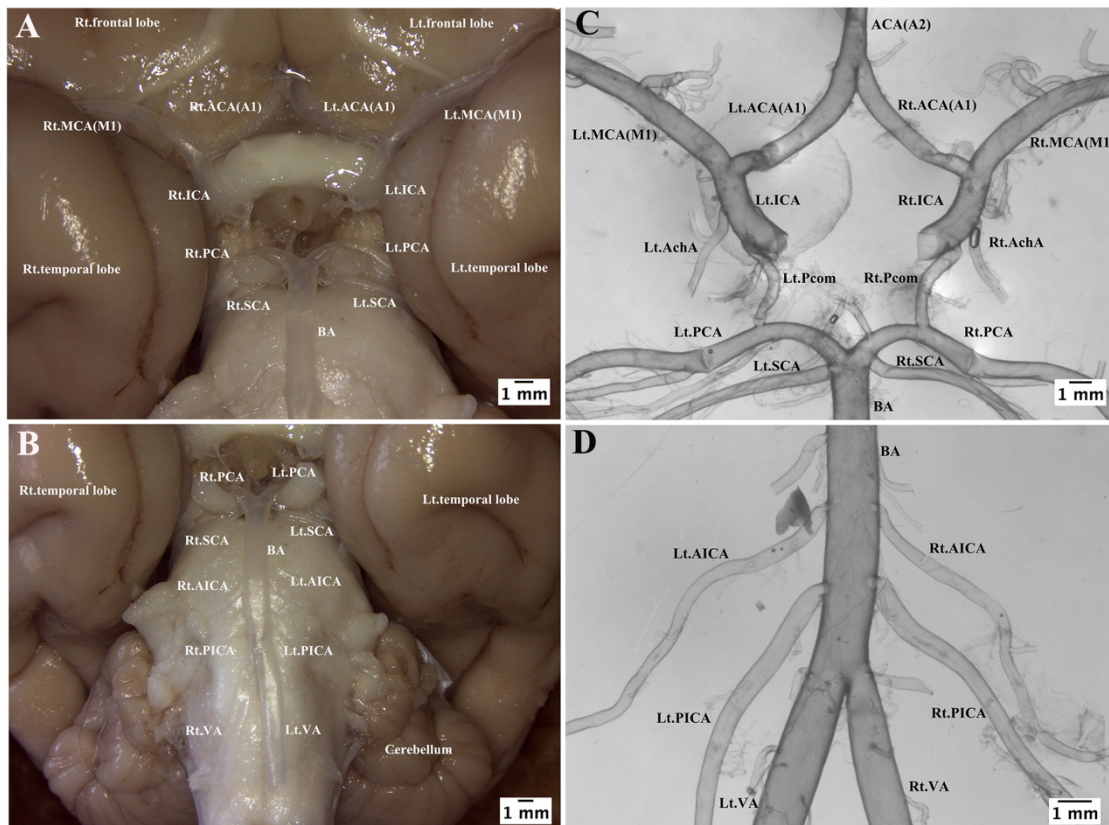 A
Rt.frontal lobe
Lt.frontal lobe
Rt.ACA(A1)
Lt.ACA(A1)
Rt.MCA(M1)
Lt.MCA(M1)
Rt.ICA
Lt.ICA
Rt.PCA
Lt.PCA
Rt.temporal lobe
Lt.temporal lobe
Rt.SCA
Lt.SCA
BA
1 mm
B
Rt.PCA
Lt.PCA
Rt.temporal lobe
Lt.temporal lobe
Rt.SCA
Lt.SCA
BA
Rt.AICA
Lt.AICA
Rt.PICA
Lt.PICA
Rt.VA
Lt.VA
Cerebellum
1 mm
C
ACA(A2)
Lt.ACA(A1)
Rt.ACA(A1)
Lt.MCA(M1)
Rt.MCA(M1
Lt.ICA
Rt.ICA
Lt.AchA
Rt.AchA
Lt.Pcom
Rt.Pcom
Lt.PCA
Rt.PCA
Lt.SCA
Rt.SCA
BA
1 mm
D
BA
Lt.AICA
Rt.AICA
Lt.PICA
Rt.PICA
Lt.VA
Rt.VA
1 mm